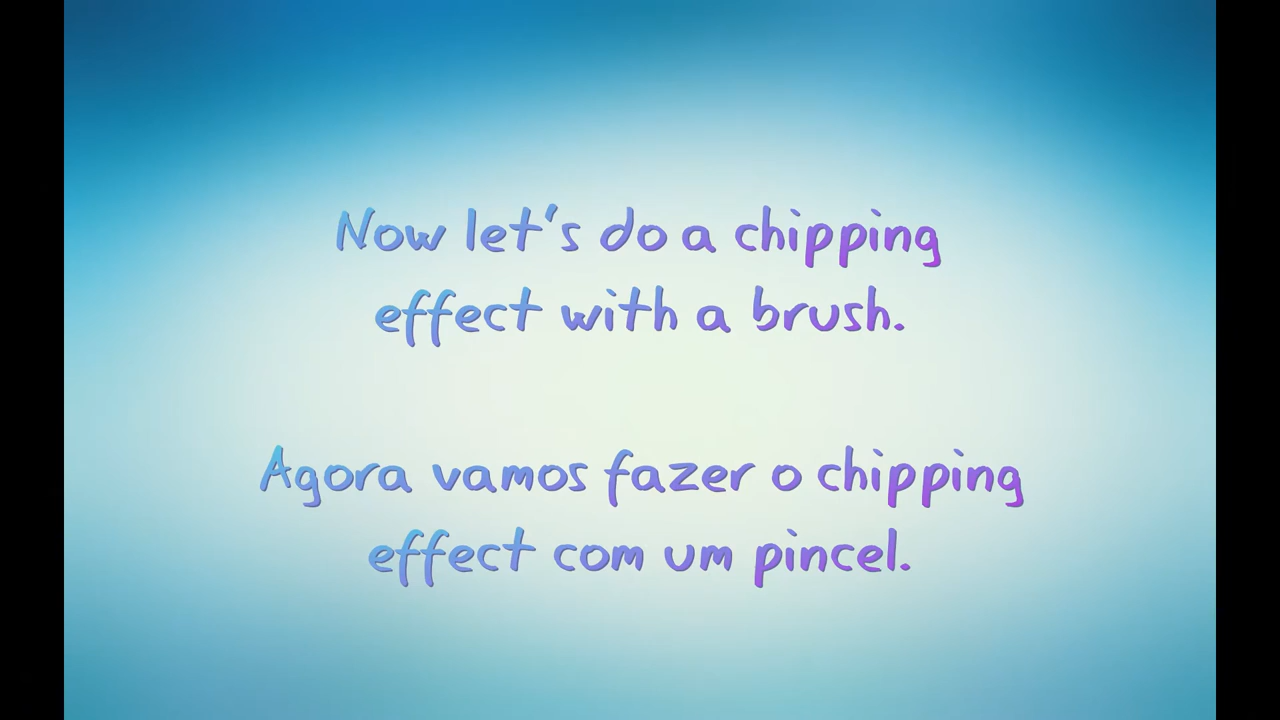 Now let's do a chipping
effect with a brush.
Agora vamos fazer o chipping
effect com um pincel.